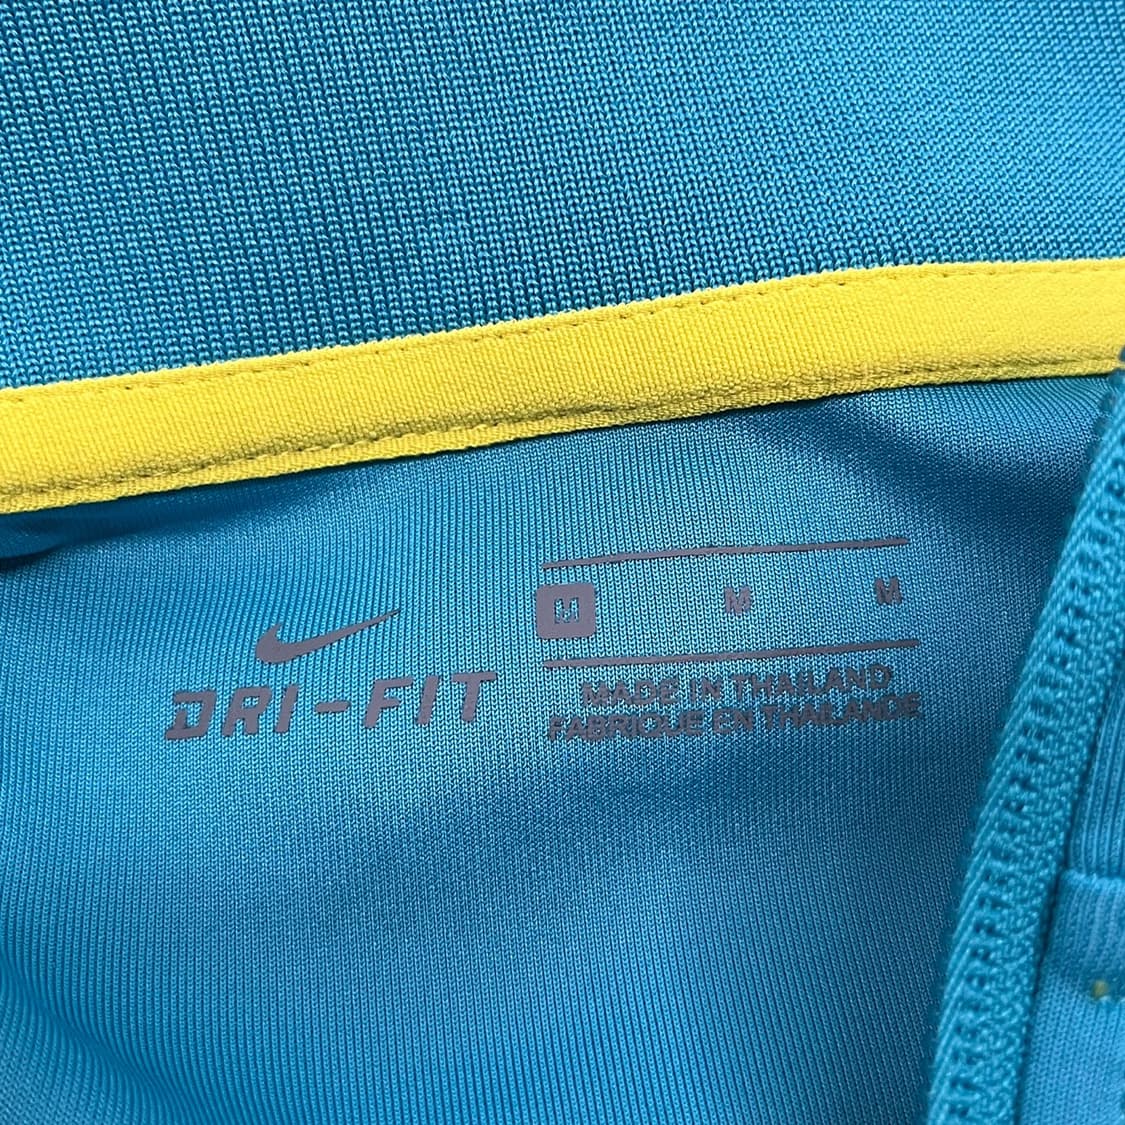 DRI-FIT
M M M
MADE IN THAILAND
FABRIQUE EN THAILANDE